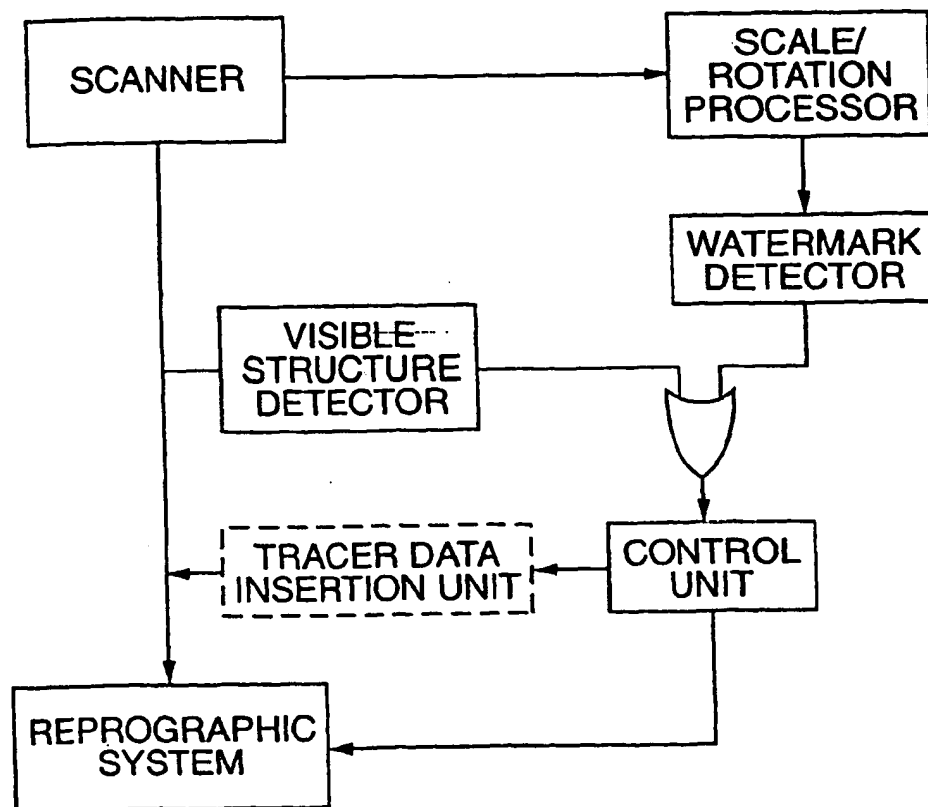 SCANNER
SCALE/
ROTATION
PROCESSOR
WATERMARK
DETECTOR
VISIBLE
STRUCTURE
DETECTOR
TRACER DATA
INSERTION UNIT
CONTROL
UNIT
REPROGRAPHIC
SYSTEM